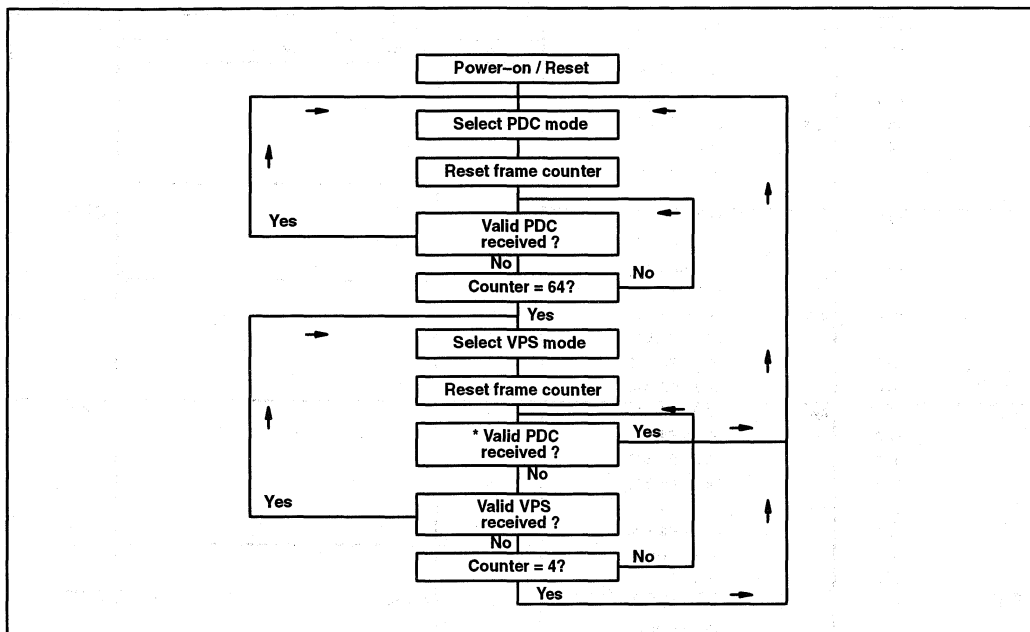 Power–on / Reset
Select PDC mode
Reset frame counter
Yes
Valid PDC
received ?
No
No
Counter = 64?
Yes
Select VPS mode
Reset frame counter
* Valid PDC
received ?
Yes
No
Yes
Valid VPS
received ?
No
No
Counter = 4?
Yes